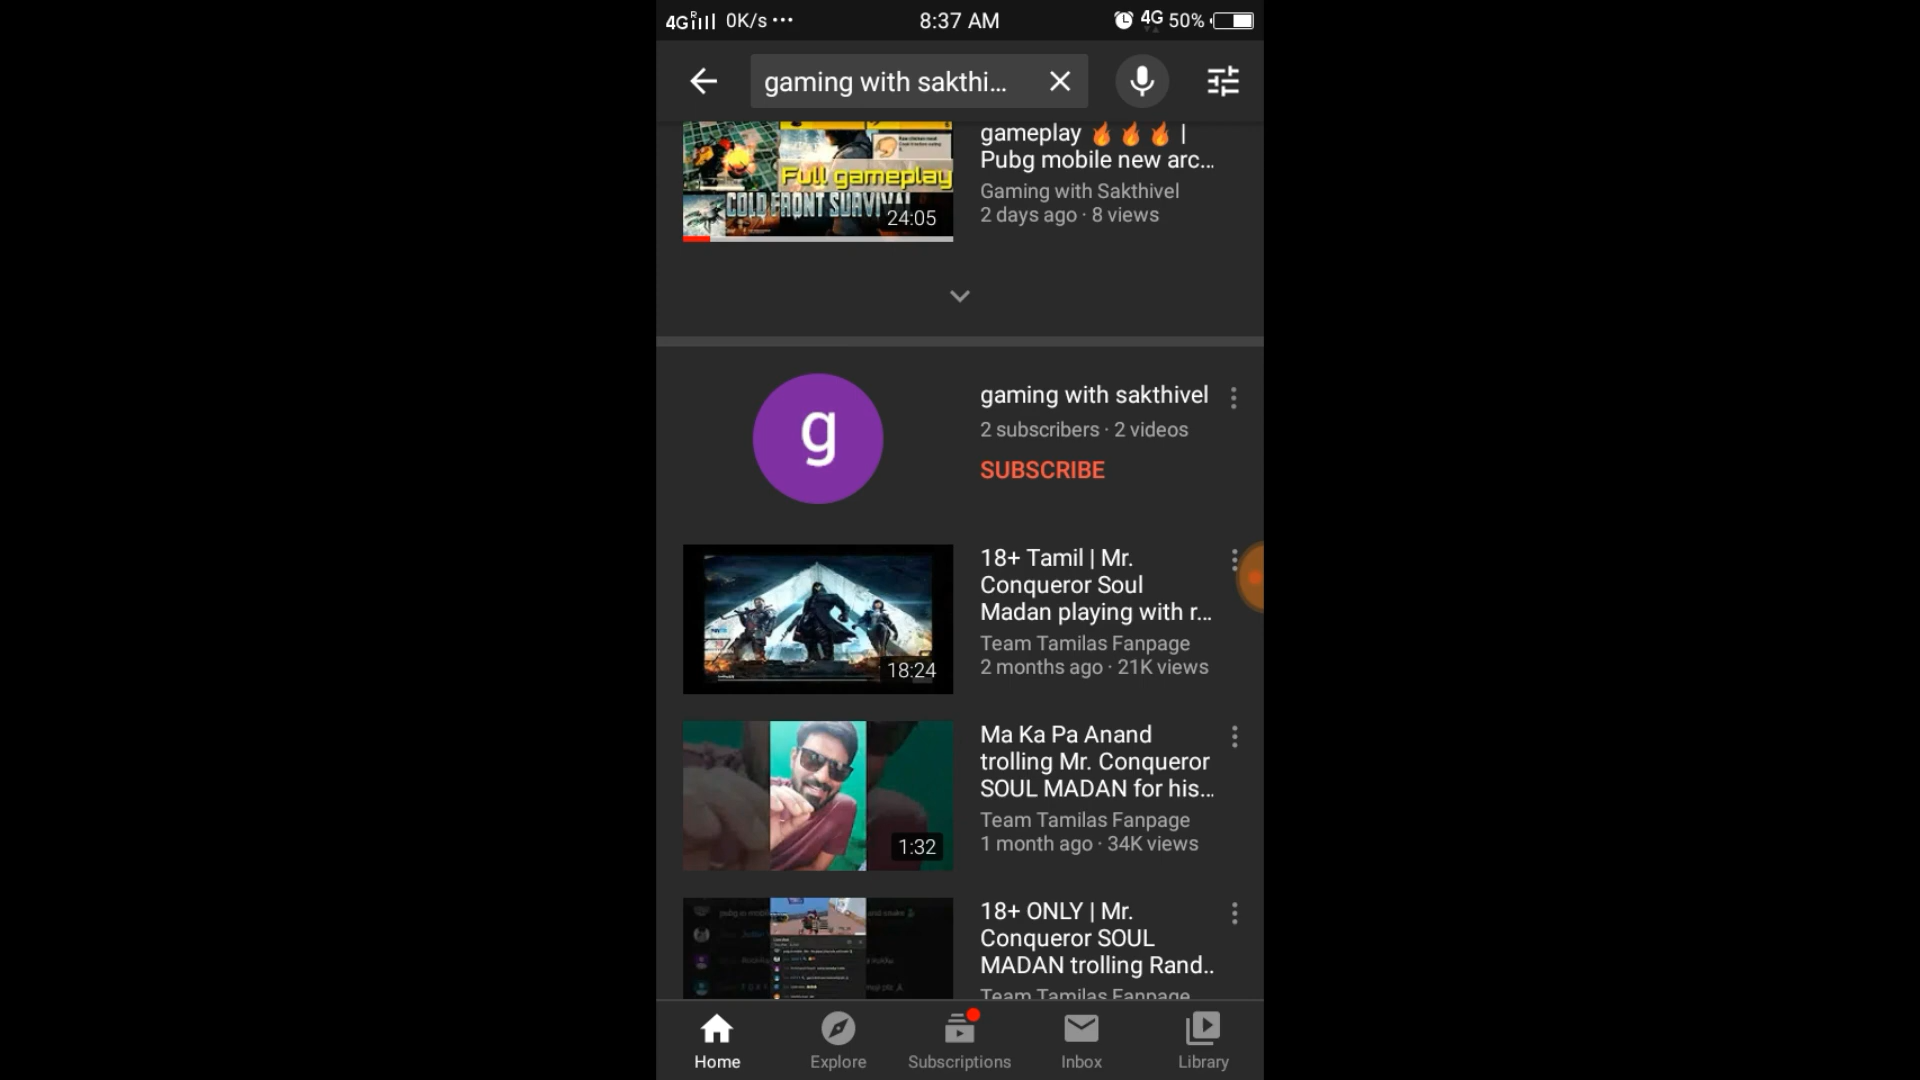 4G R 0K/s ... 8:37 AM 4G 50%
gaming with sakthi...
gameplay 🔥 🔥 🔥 |
Pubg mobile new arc...
Gaming with Sakthivel
2 days ago · 8 views
Full gameplay
COLD FRONT SURVIVAL
24:05
g
gaming with sakthivel
2 subscribers · 2 videos
SUBSCRIBE
18+ Tamil | Mr.
Conqueror Soul
Madan playing with r...
Team Tamilas Fanpage
2 months ago · 21K views
18:24
Ma Ka Pa Anand
trolling Mr. Conqueror
SOUL MADAN for his...
Team Tamilas Fanpage
1 month ago · 34K views
1:32
18+ ONLY | Mr.
Conqueror SOUL
MADAN trolling Rand..
Team Tamilas Fanpage
Home Explore Subscriptions Inbox Library